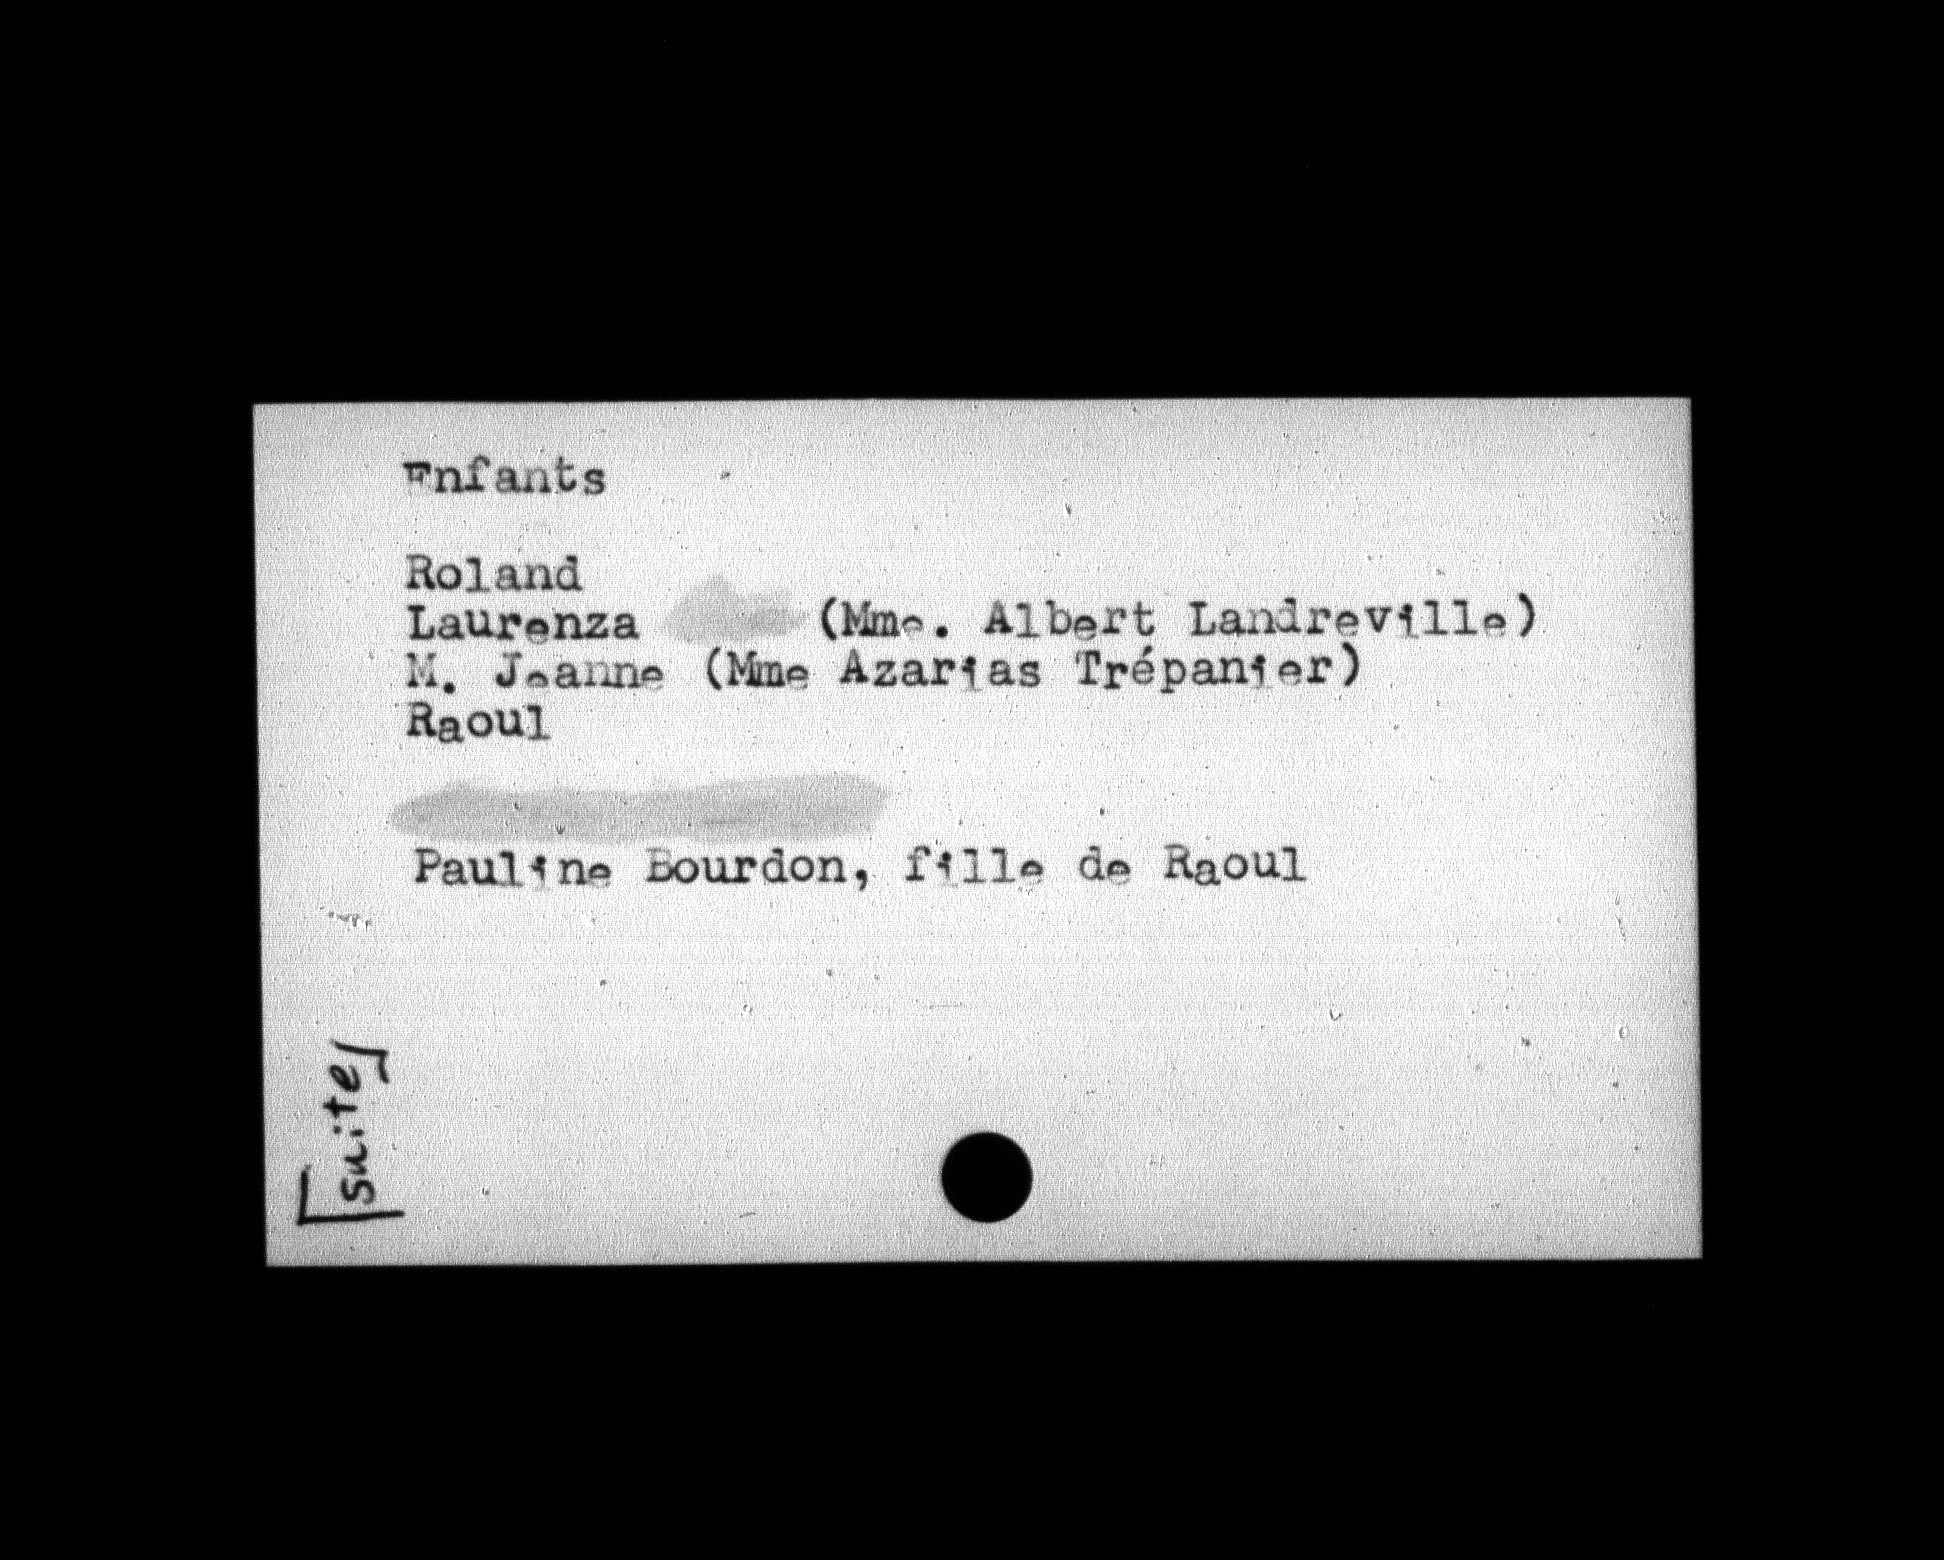 Enfants
Roland
Laurenza (Mme. Albert Landreville)
M. Jeanne (Mme Azarias Trépanier)
Raoul
Pauline Bourdon, fille de Raoul
[suite]